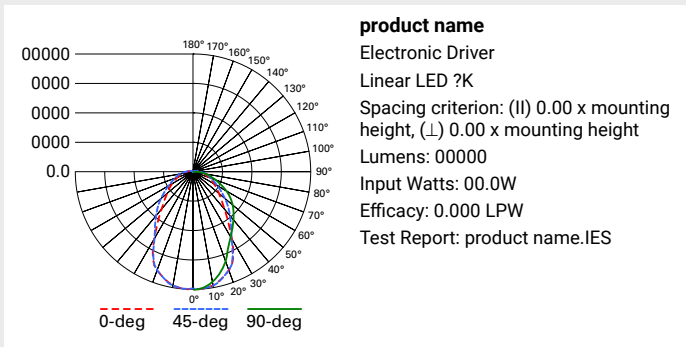 product name
Electronic Driver
Linear LED ?K
Spacing criterion: (II) 0.00 x mounting
height, (⊥) 0.00 x mounting height
Lumens: 00000
Input Watts: 00.0W
Efficacy: 0.000 LPW
Test Report: product name.IES
00000
0000
0000
0000
0.0
180° 170° 160° 150° 140° 130° 120° 110° 100° 90° 80° 70° 60° 50° 40° 30° 20° 10° 0°
0-deg 45-deg 90-deg